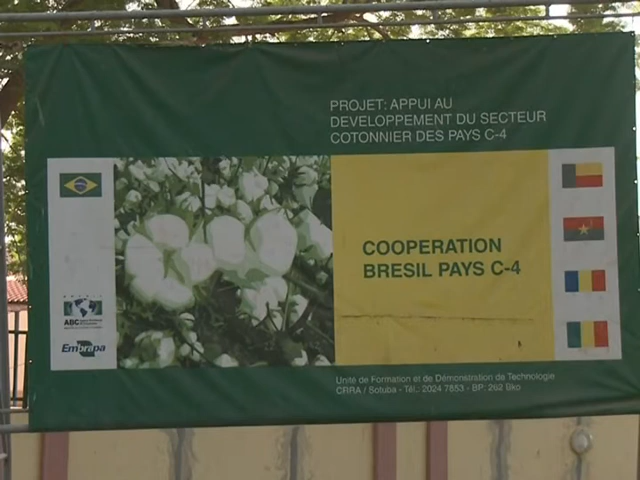 PROJET: APPUI AU
DEVELOPPEMENT DU SECTEUR
COTONNIER DES PAYS C-4
COOPERATION
BRESIL PAYS C-4
ABC
Embrapa
Unité de Formation et de Démonstration de Technologie
CRRA / Sotuba - Tél.: 2024 7853 - BP: 262 Bko